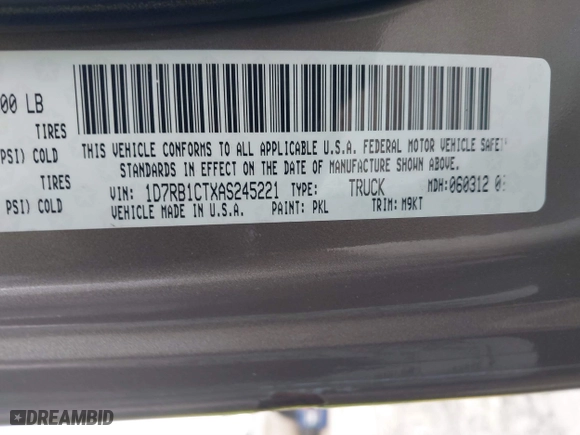 00 LB
TIRES
PSI) COLD
TIRES
PSI) COLD
THIS VEHICLE CONFORMS TO ALL APPLICABLE U.S.A. FEDERAL MOTOR VEHICLE SAFET
STANDARDS IN EFFECT ON THE DATE OF MANUFACTURE SHOWN ABOVE.
VIN: 1D7RB1CTXAS245221 TYPE: TRUCK MDH: 060312 0
VEHICLE MADE IN U.S.A. PAINT: PKL TRIM: M9KT
DREAMBID